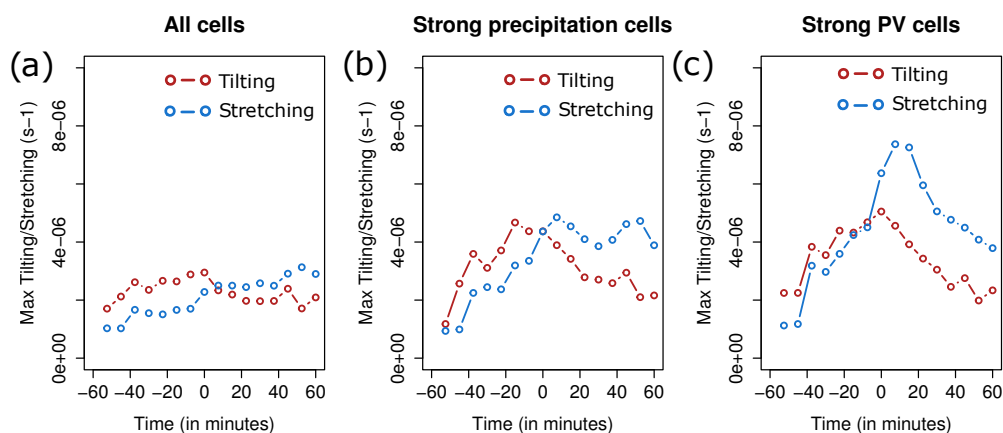 All cells
(a)
Tilting
Stretching
Max Tilting/Stretching (s−1)
0e+00 4e−06 8e−06
−60 −40 −20 0 20 40 60
Time (in minutes)
Strong precipitation cells
(b)
Tilting
Stretching
Max Tilting/Stretching (s−1)
0e+00 4e−06 8e−06
−60 −40 −20 0 20 40 60
Time (in minutes)
Strong PV cells
(c)
Tilting
Stretching
Max Tilting/Stretching (s−1)
0e+00 4e−06 8e−06
−60 −40 −20 0 20 40 60
Time (in minutes)